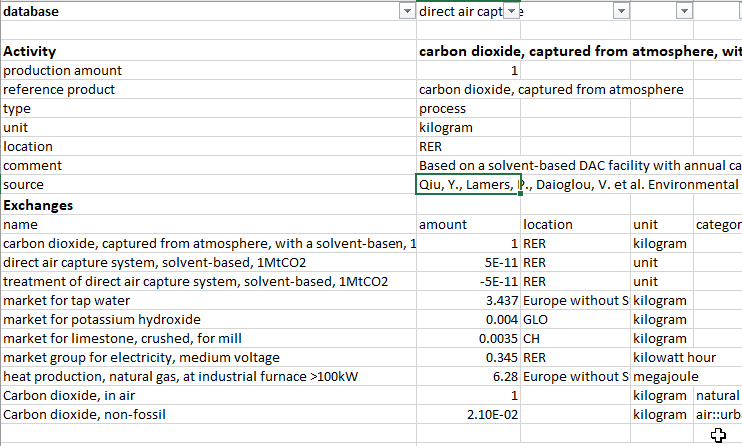 database direct air capt e
Activity carbon dioxide, captured from atmosphere, wit
production amount 1
reference product carbon dioxide, captured from atmosphere
type process
unit kilogram
location RER
comment Based on a solvent-based DAC facility with annual ca
source Qiu, Y., Lamers, P., Daioglou, V. et al. Environmental
Exchanges
name amount location unit categor
carbon dioxide, captured from atmosphere, with a solvent-basen, 1 1 RER kilogram
direct air capture system, solvent-based, 1MtCO2 5E-11 RER unit
treatment of direct air capture system, solvent-based, 1MtCO2 -5E-11 RER unit
market for tap water 3.437 Europe without S kilogram
market for potassium hydroxide 0.004 GLO kilogram
market for limestone, crushed, for mill 0.0035 CH kilogram
market group for electricity, medium voltage 0.345 RER kilowatt hour
heat production, natural gas, at industrial furnace >100kW 6.28 Europe without S megajoule
Carbon dioxide, in air 1 kilogram natural
Carbon dioxide, non-fossil 2.10E-02 kilogram air::urb